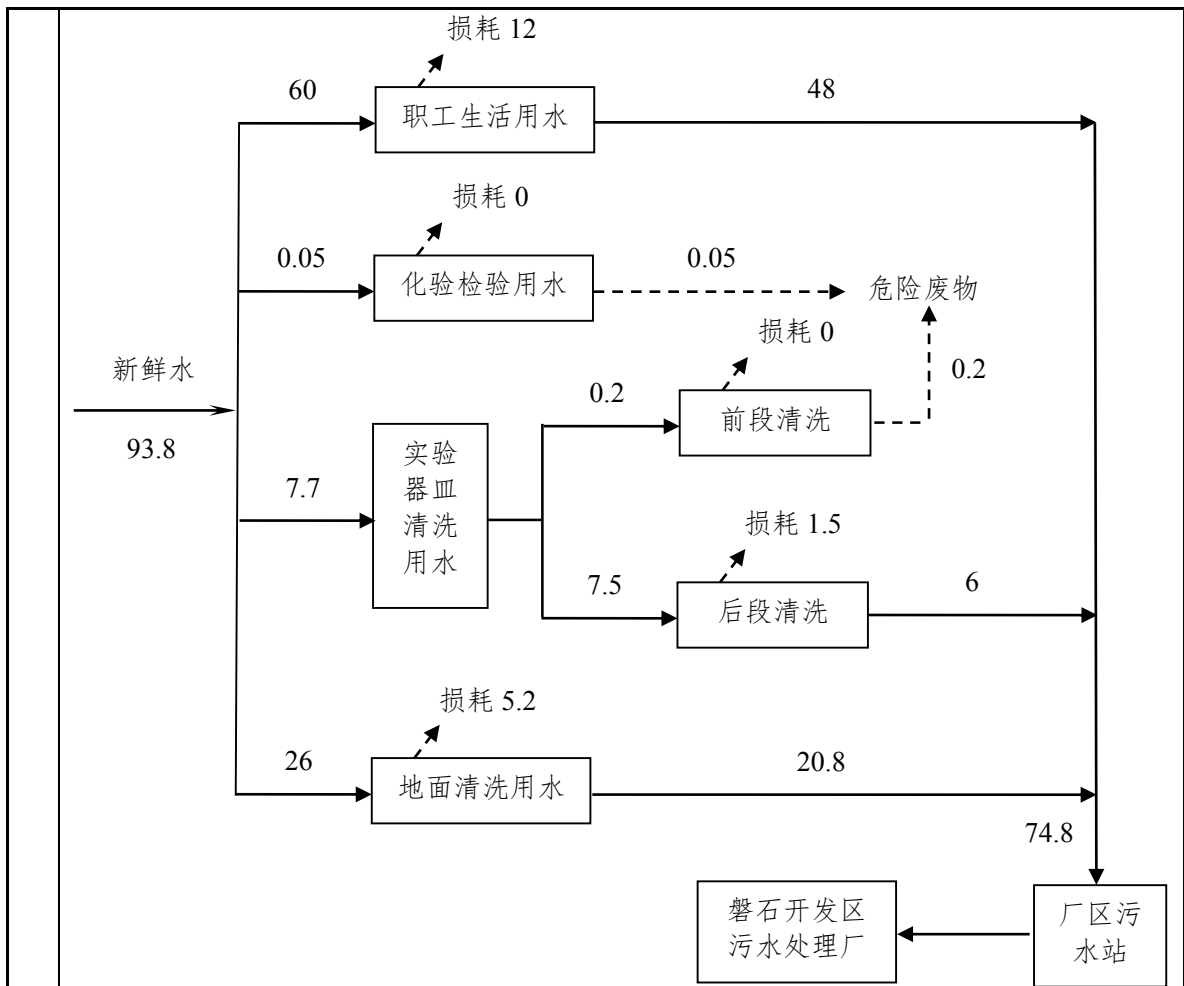 损耗 12
60
职工生活用水
48
损耗 0
0.05
化验检验用水
0.05
危险废物
损耗 0
新鲜水
93.8
0.2
前段清洗
0.2
7.7
实验
器皿
清洗
用水
损耗 1.5
7.5
后段清洗
6
损耗 5.2
26
地面清洗用水
20.8
74.8
磐石开发区
污水处理厂
厂区污
水站